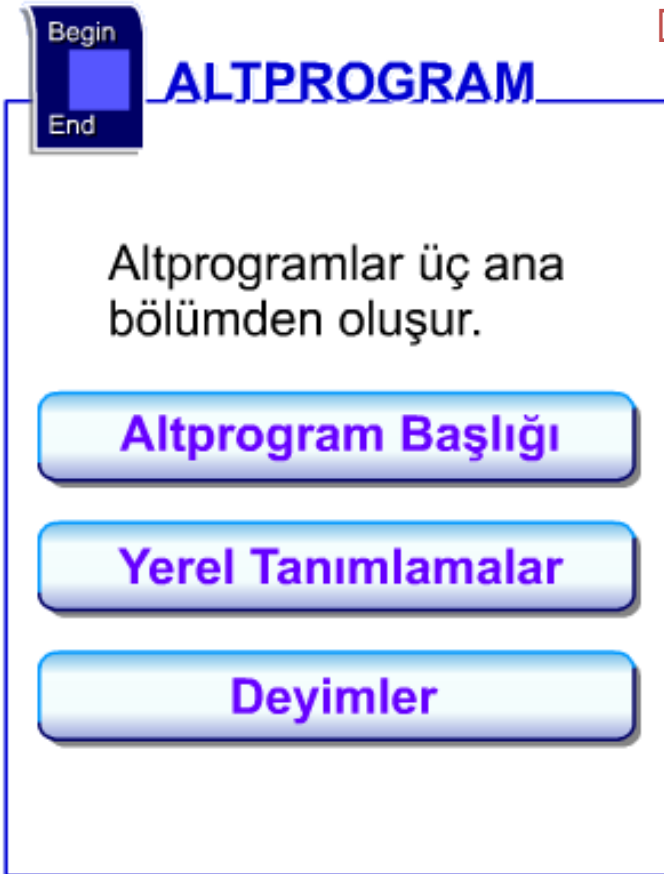 Begin
End
ALTPROGRAM
Altprogramlar üç ana
bölümden oluşur.
Altprogram Başlığı
Yerel Tanımlamalar
Deyimler